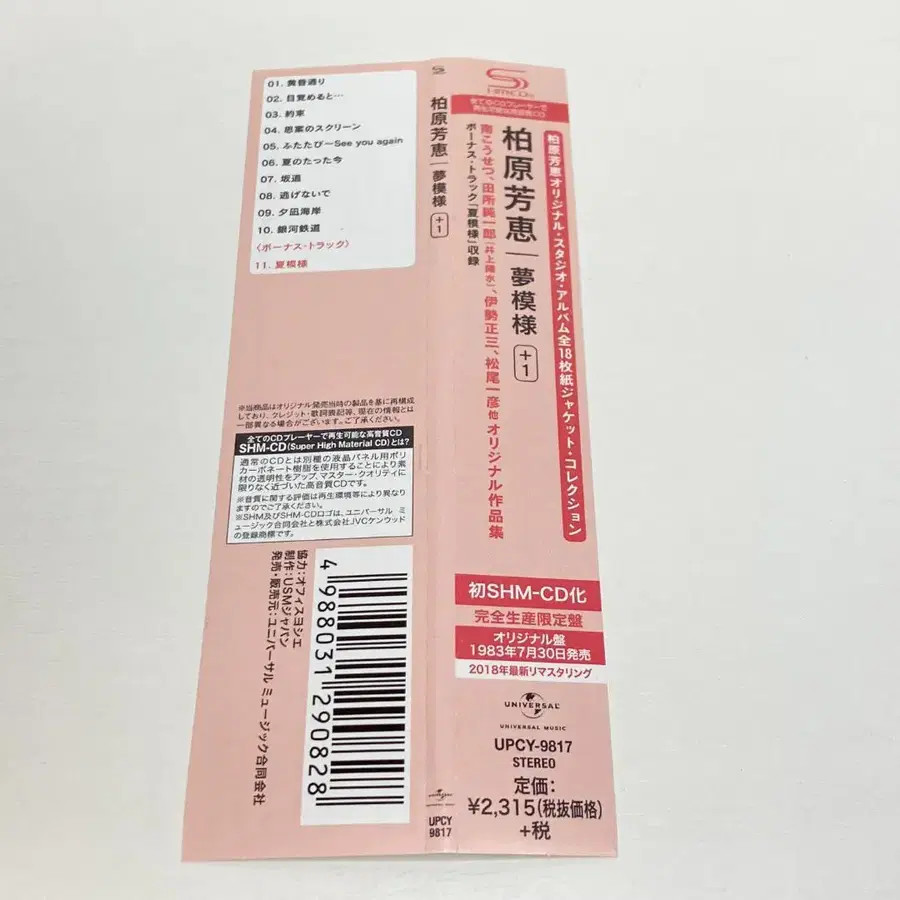 01. 黄昏通り
02. 目覚めると…
03. 約束
04. 思案のスクリーン
05. ふたたび〜See you again
06. 夏のたった今
07. 坂道
08. 逃げないで
09. 夕凪海岸
10. 銀河鉄道
〈ボーナス・トラック〉
11. 夏模様
※当商品はオリジナル発売当時の製品を基に再構成
しており、クレジット・歌詞表記等、現在の情報とは
一部異なる場合がございます。ご了承ください。
全てのCDプレーヤーで再生可能な高音質CD
SHM-CD(Super High Material CD)とは?
通常のCDとは別種の液晶パネル用ポリ
カーボネート樹脂を使用することにより素
材の透明性をアップ、マスター・クオリティに
限りなく近づいた高音質CDです。
※音質に関する評価は再生環境等により異なり
ますのでご了承ください。
※SHM及びSHM-CDロゴは、ユニバーサル ミ
ュージック合同会社と株式会社JVCケンウッド
の登録商標です。
協力:オフィスヨシエ
制作:USMジャパン
発売・販売元:ユニバーサル ミュージック合同会社
4 988031 290828
柏原芳恵|夢模様 +1
UPCY
9817
SHM-CD
全てのCDプレーヤーで
再生可能な高音質CD
柏原芳恵オリジナル・スタジオ・アルバム全18枚紙ジャケット・コレクション
柏原芳恵|夢模様 +1
南こうせつ、田所純一郎(井上陽水)、伊勢正三、松尾一彦 他 オリジナル作品集
ボーナス・トラック「夏模様」収録
初SHM-CD化
完全生産限定盤
オリジナル盤
1983年7月30日発売
2018年最新リマスタリング
UNIVERSAL
UNIVERSAL MUSIC
UPCY-9817
STEREO
定価:
¥2,315(税抜価格)
+税